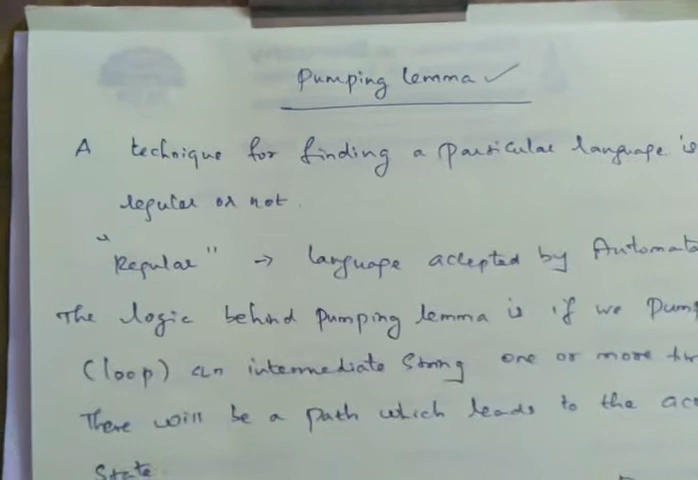 Pumping lemma ✓
A technique for finding a particular language is
regular or not.
"Regular" → language accepted by Automata
The logic behind pumping lemma is if we Pump
(loop) an intermediate string one or more
There will be a path which leads to the
State